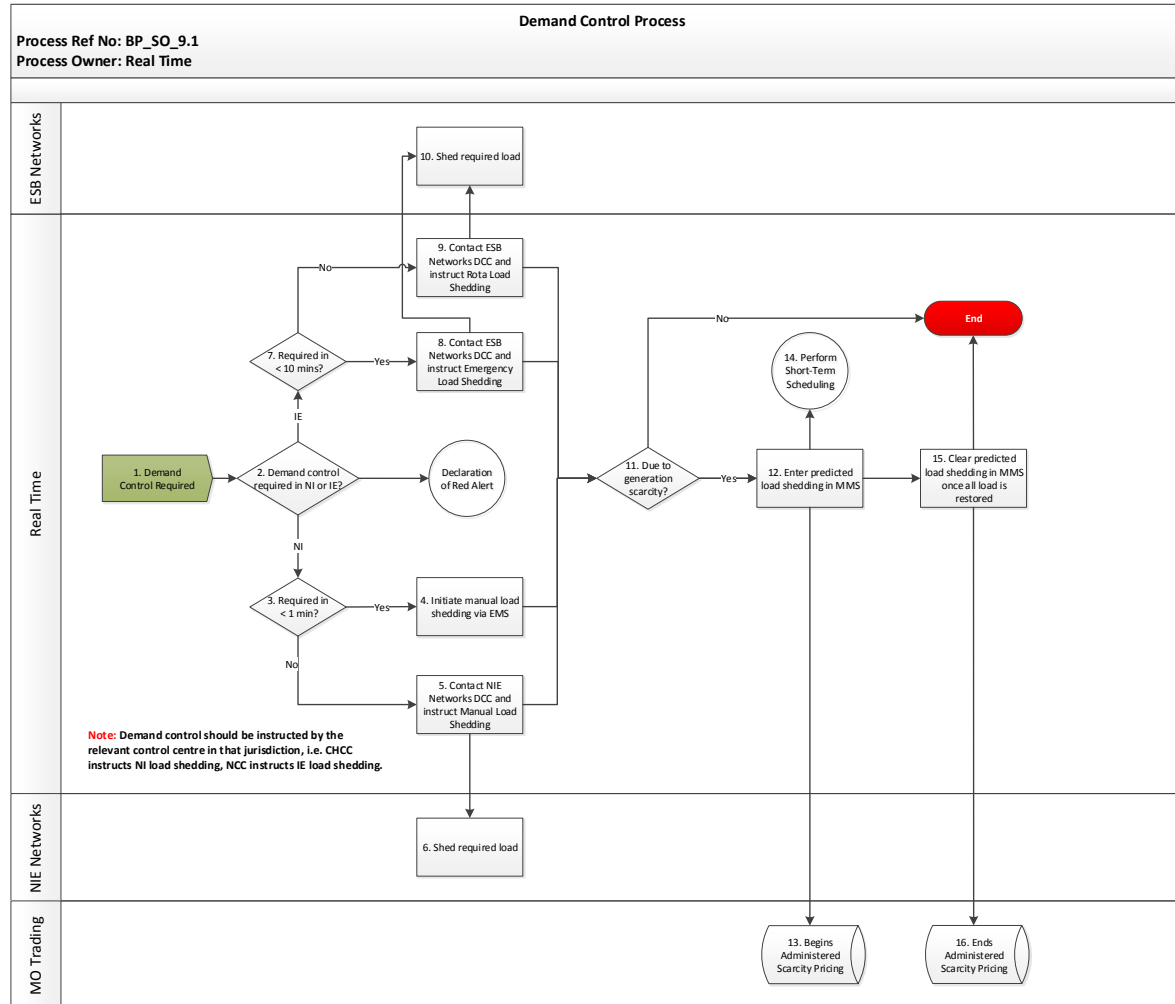 Demand Control Process
Process Ref No: BP_SO_9.1
Process Owner: Real Time
ESB Networks
10. Shed required load
Real Time
9. Contact ESB
Networks DCC and
instruct Rota Load
Shedding
No
7. Required in
< 10 mins?
Yes
8. Contact ESB
Networks DCC and
instruct Emergency
Load Shedding
IE
1. Demand
Control Required
2. Demand control
required in NI or IE?
Declaration
of Red Alert
NI
3. Required in
< 1 min?
Yes
4. Initiate manual load
shedding via EMS
No
5. Contact NIE
Networks DCC and
instruct Manual Load
Shedding
11. Due to
generation
scarcity?
No
End
Yes
12. Enter predicted
load shedding in MMS
14. Perform
Short-Term
Scheduling
15. Clear predicted
load shedding in MMS
once all load is
restored
Note: Demand control should be instructed by the
relevant control centre in that jurisdiction, i.e. CHCC
instructs NI load shedding, NCC instructs IE load shedding.
NIE Networks
6. Shed required load
MO Trading
13. Begins
Administered
Scarcity Pricing
16. Ends
Administered
Scarcity Pricing